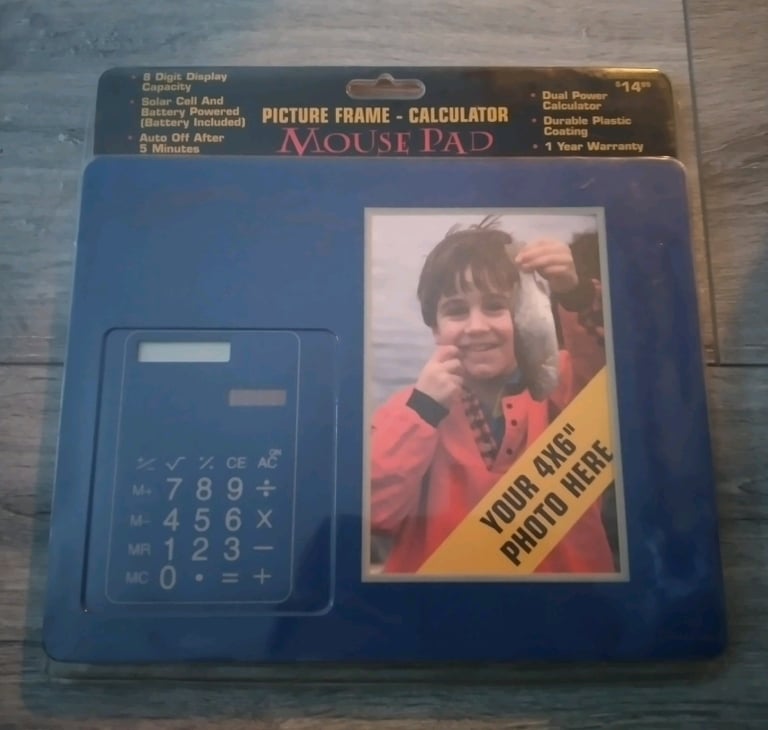 • 8 Digit Display
Capacity
• Solar Cell And
Battery Powered
(Battery Included)
• Auto Off After
5 Minutes
PICTURE FRAME - CALCULATOR
MOUSE PAD
$14⁹⁹
• Dual Power
Calculator
• Durable Plastic
Coating
• 1 Year Warranty
+/- √ % CE AC ON
M+ 7 8 9 ÷
M- 4 5 6 X
MR 1 2 3 −
MC 0 • = +
YOUR 4X6"
PHOTO HERE